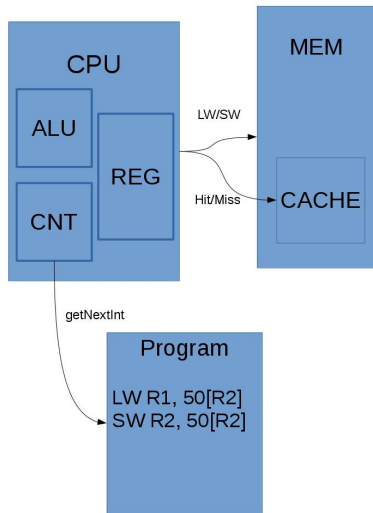 CPU
ALU
REG
CNT
LW/SW
Hit/Miss
MEM
CACHE
getNextInt
Program
LW R1, 50[R2]
SW R2, 50[R2]